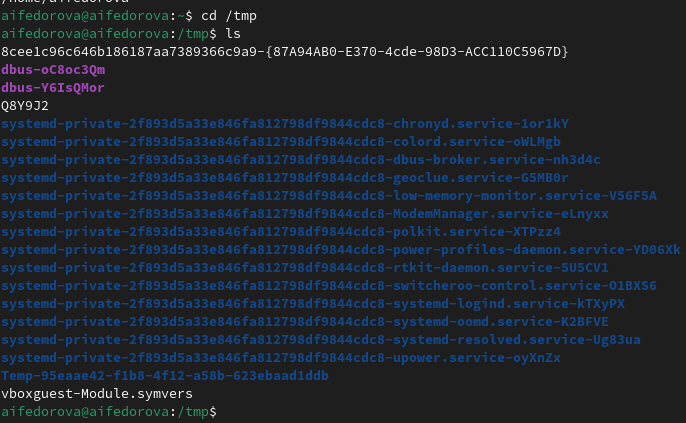 /home/aifedorova
aifedorova@aifedorova:~$ cd /tmp
aifedorova@aifedorova:/tmp$ ls
8cee1c96c646b186187aa7389366c9a9-{87A94AB0-E370-4cde-98D3-ACC110C5967D}
dbus-oC8oc3Qm
dbus-Y6IsQMor
Q8Y9J2
systemd-private-2f893d5a33e846fa812798df9844cdc8-chronyd.service-1or1kY
systemd-private-2f893d5a33e846fa812798df9844cdc8-colord.service-oWLMgb
systemd-private-2f893d5a33e846fa812798df9844cdc8-dbus-broker.service-nh3d4c
systemd-private-2f893d5a33e846fa812798df9844cdc8-geoclue.service-G5MB0r
systemd-private-2f893d5a33e846fa812798df9844cdc8-low-memory-monitor.service-V56F5A
systemd-private-2f893d5a33e846fa812798df9844cdc8-ModemManager.service-eLnyxx
systemd-private-2f893d5a33e846fa812798df9844cdc8-polkit.service-XTPzz4
systemd-private-2f893d5a33e846fa812798df9844cdc8-power-profiles-daemon.service-YD06Xk
systemd-private-2f893d5a33e846fa812798df9844cdc8-rtkit-daemon.service-5U5CV1
systemd-private-2f893d5a33e846fa812798df9844cdc8-switcheroo-control.service-O1BXSG
systemd-private-2f893d5a33e846fa812798df9844cdc8-systemd-logind.service-kTXyPX
systemd-private-2f893d5a33e846fa812798df9844cdc8-systemd-oomd.service-K2BFVE
systemd-private-2f893d5a33e846fa812798df9844cdc8-systemd-resolved.service-Ug83ua
systemd-private-2f893d5a33e846fa812798df9844cdc8-upower.service-oyXnZx
Temp-95eaae42-f1b8-4f12-a58b-623ebaad1ddb
vboxguest-Module.symvers
aifedorova@aifedorova:/tmp$